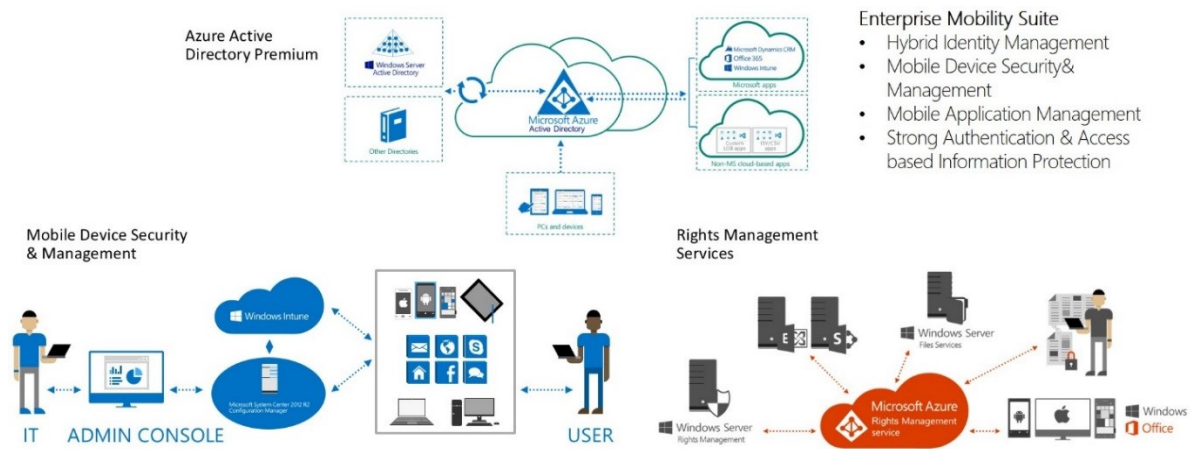 Azure Active
Directory Premium
Windows Server
Active Directory
Other Directories
Microsoft Azure
Active Directory
PCs and devices
Microsoft Dynamics CRM
Office 365
Windows Intune
Microsoft apps
Custom
LOB apps
Non-MS cloud-based apps
Enterprise Mobility Suite
• Hybrid Identity Management
• Mobile Device Security&
Management
• Mobile Application Management
• Strong Authentication & Access
based Information Protection
Mobile Device Security
& Management
Windows Intune
Microsoft System Center 2012 R2
Configuration Manager
IT
ADMIN CONSOLE
USER
Rights Management
Services
E
S
Windows Server
Files Services
Windows Server
Rights Management
Microsoft Azure
Rights Management
service
Windows
Office